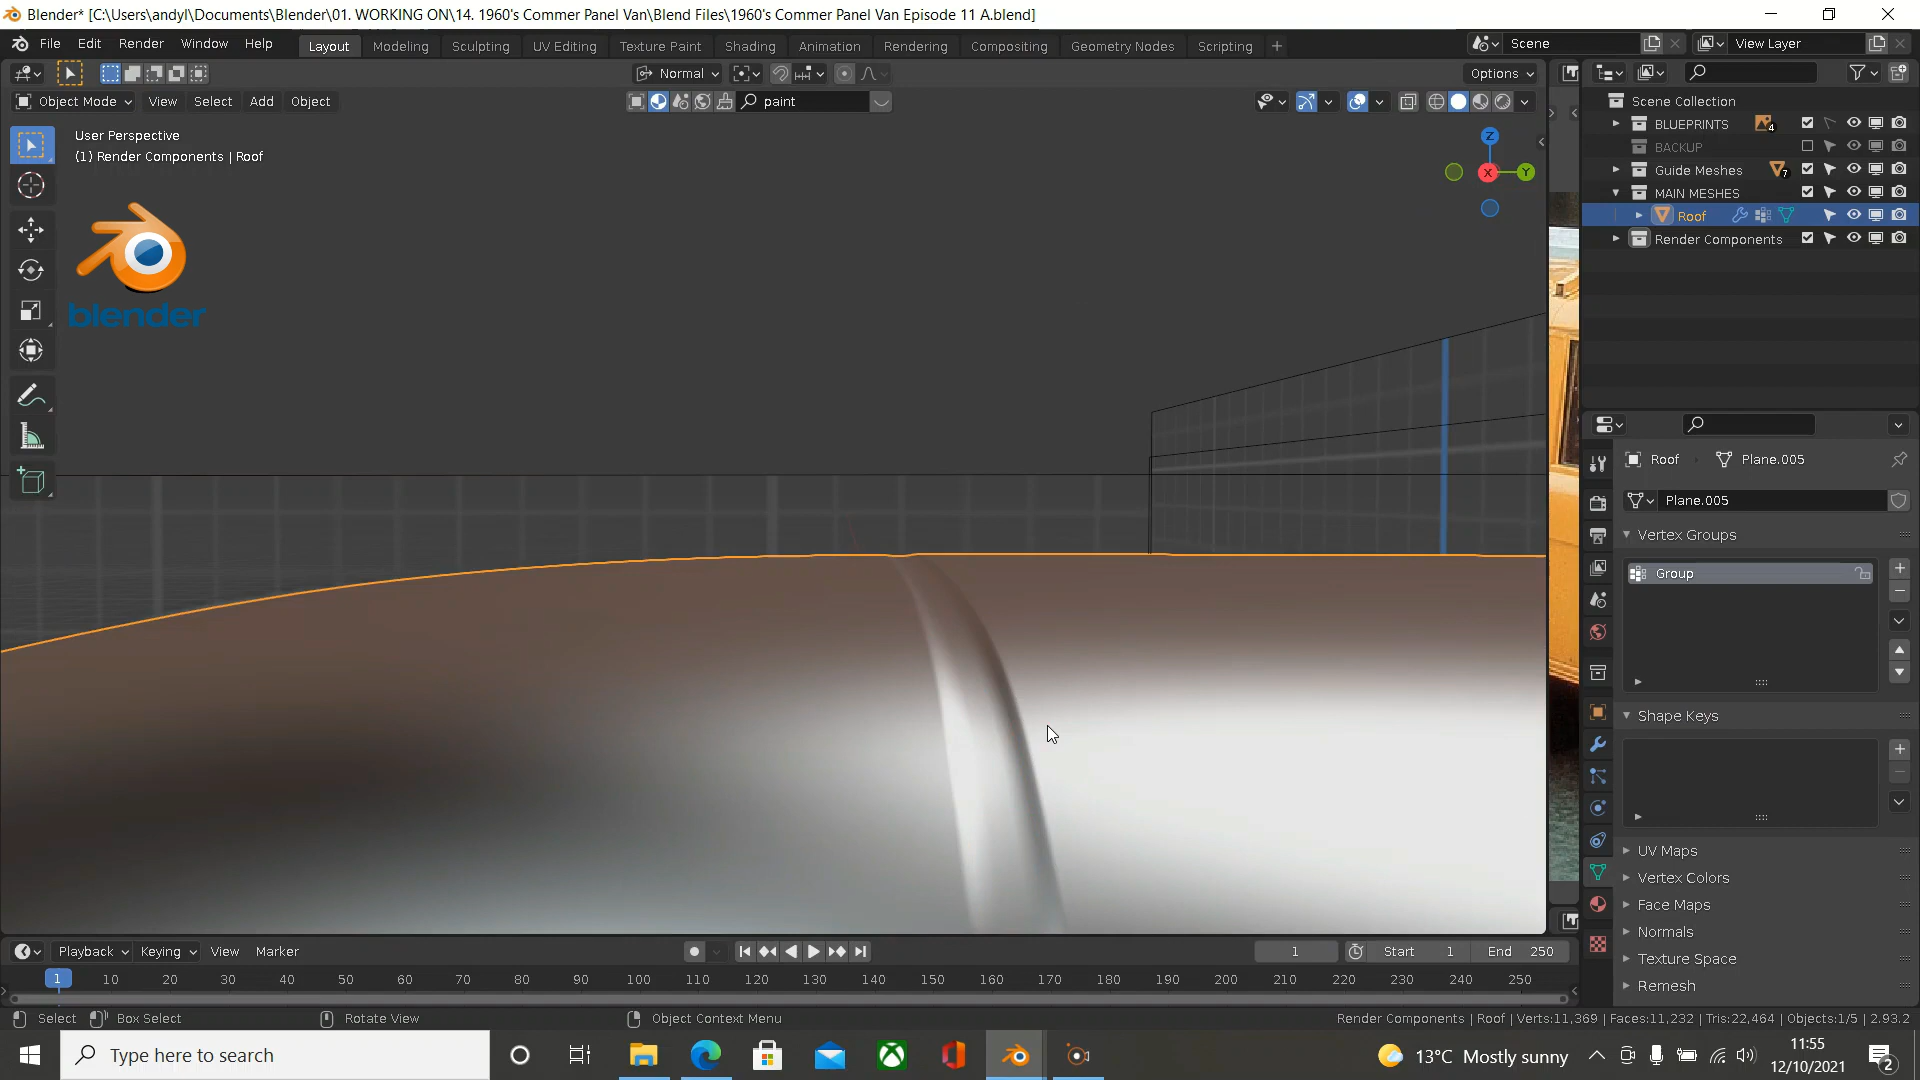 Blender* [C:\Users\andyl\Documents\Blender\01. WORKING ON\14. 1960's Commer Panel Van\Blend Files\1960's Commer Panel Van Episode 11 A.blend]
File Edit Render Window Help Layout Modeling Sculpting UV Editing Texture Paint Shading Animation Rendering Compositing Geometry Nodes Scripting + Scene View Layer
Normal Options
Object Mode View Select Add Object paint
User Perspective
(1) Render Components | Roof
blender
Z
X
Y
Scene Collection
BLUEPRINTS 4
BACKUP
Guide Meshes 7
MAIN MESHES
Roof
Render Components
Roof Plane.005
Plane.005
Vertex Groups
Group
Shape Keys
UV Maps
Vertex Colors
Face Maps
Normals
Texture Space
Remesh
Playback Keying View Marker 1 Start 1 End 250
1 10 20 30 40 50 60 70 80 90 100 110 120 130 140 150 160 170 180 190 200 210 220 230 240 250
Select Box Select Rotate View Object Context Menu Render Components | Roof | Verts:11,369 | Faces:11,232 | Tris:22,464 | Objects:1/5 | 2.93.2
Type here to search
13°C Mostly sunny
11:55
12/10/2021
2